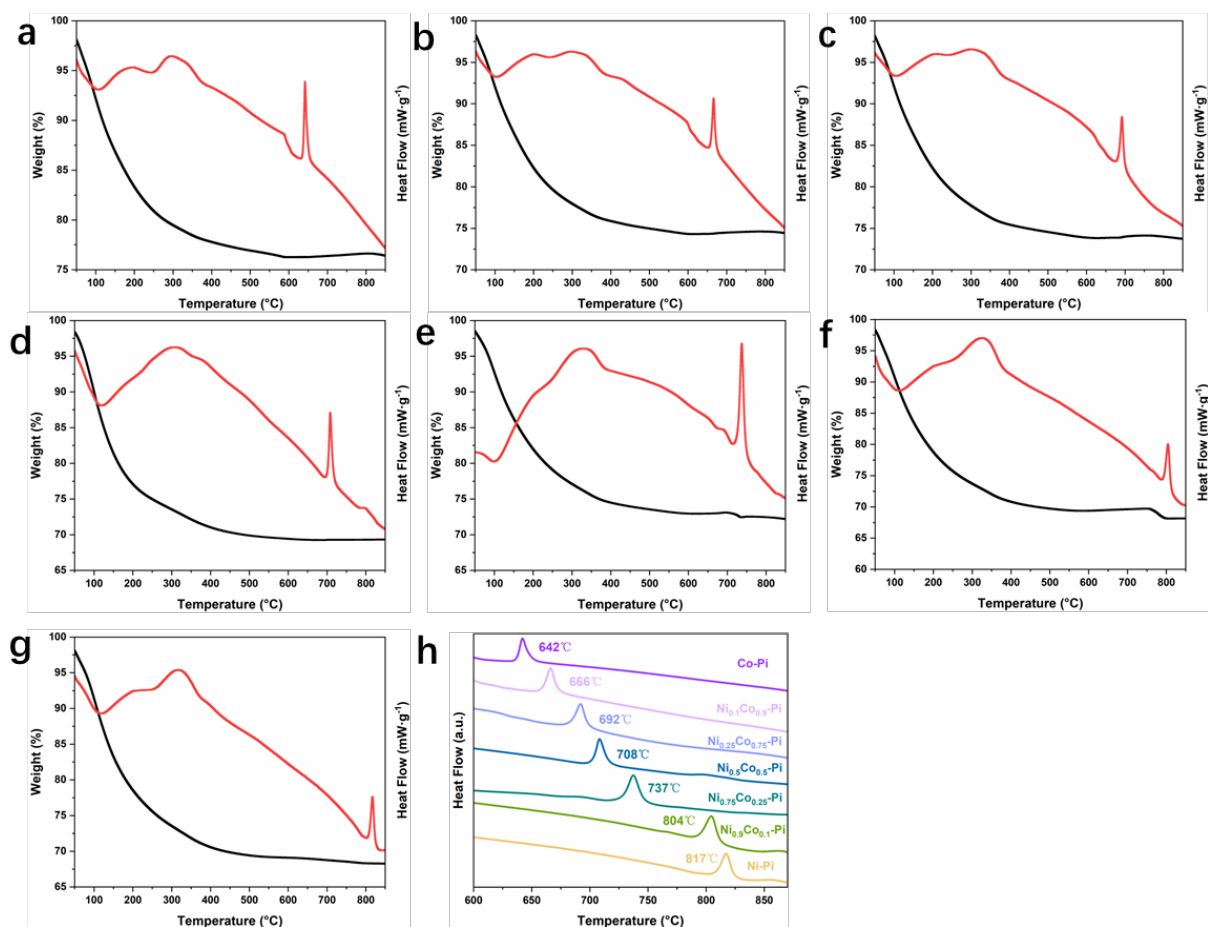 a
100
95
90
85
80
75
Weight (%)
Heat Flow (mW·g⁻¹)
100 200 300 400 500 600 700 800
Temperature (°C)
b
100
95
90
85
80
75
70
Weight (%)
Heat Flow (mW·g⁻¹)
100 200 300 400 500 600 700 800
Temperature (°C)
c
100
95
90
85
80
75
70
Weight (%)
Heat Flow (mW·g⁻¹)
100 200 300 400 500 600 700 800
Temperature (°C)
d
100
95
90
85
80
75
70
65
Weight (%)
Heat Flow (mW·g⁻¹)
100 200 300 400 500 600 700 800
Temperature (°C)
e
100
95
90
85
80
75
70
65
Weight (%)
Heat Flow (mW·g⁻¹)
100 200 300 400 500 600 700 800
Temperature (°C)
f
100
95
90
85
80
75
70
65
60
Weight (%)
Heat Flow (mW·g⁻¹)
100 200 300 400 500 600 700 800
Temperature (°C)
g
100
95
90
85
80
75
70
65
Weight (%)
Heat Flow (mW·g⁻¹)
100 200 300 400 500 600 700 800
Temperature (°C)
h
Heat Flow (a.u.)
642℃
Co-Pi
666℃
Ni₀.₁Co₀.₉-Pi
692℃
Ni₀.₂₅Co₀.₇₅-Pi
708℃
Ni₀.₅Co₀.₅-Pi
737℃
Ni₀.₇₅Co₀.₂₅-Pi
804℃
Ni₀.₉Co₀.₁-Pi
817℃
Ni-Pi
600 650 700 750 800 850
Temperature (°C)